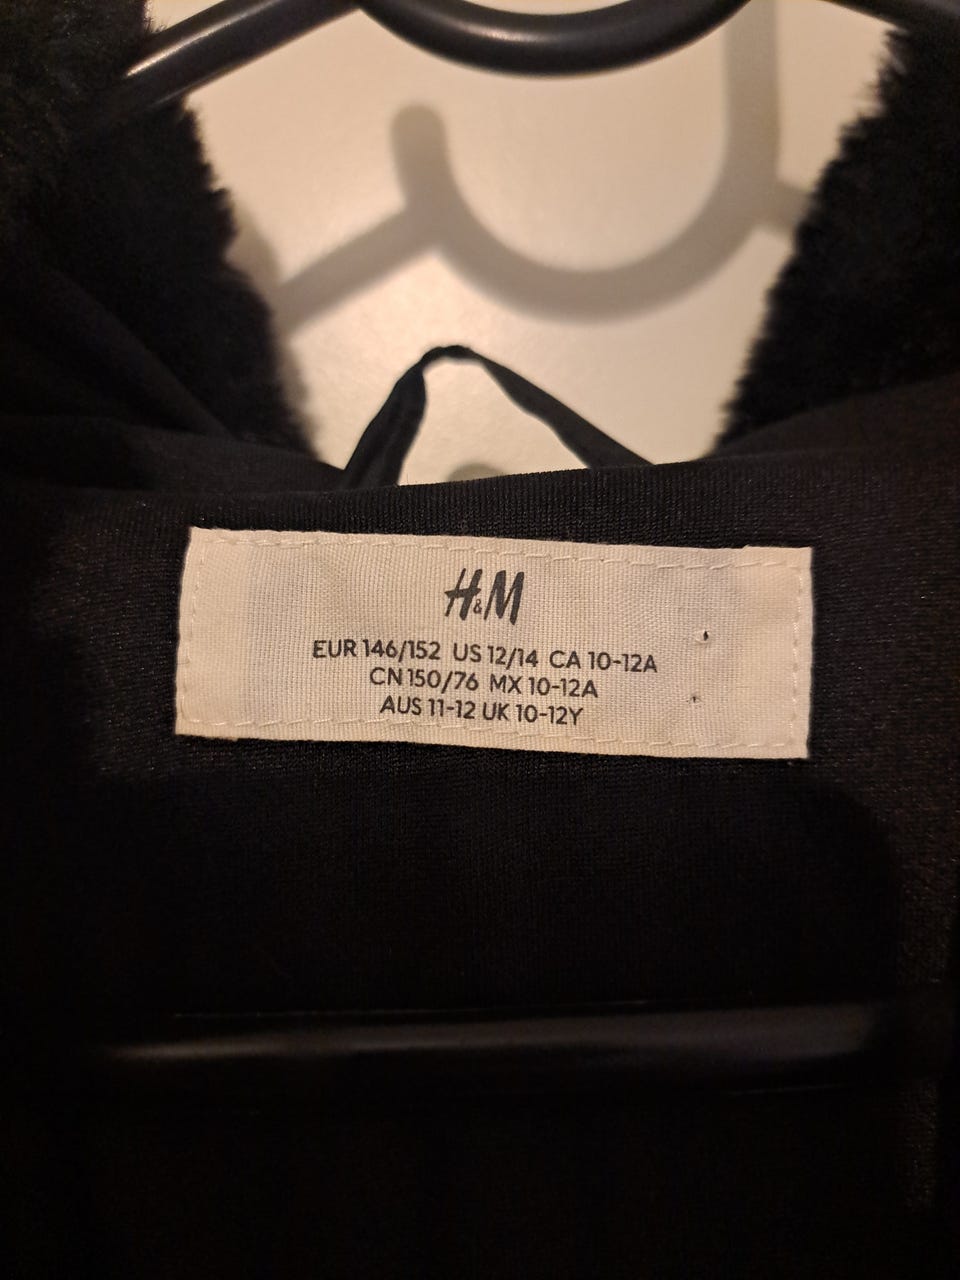 H&M
EUR 146/152 US 12/14 CA 10-12A
CN 150/76 MX 10-12A
AUS 11-12 UK 10-12Y